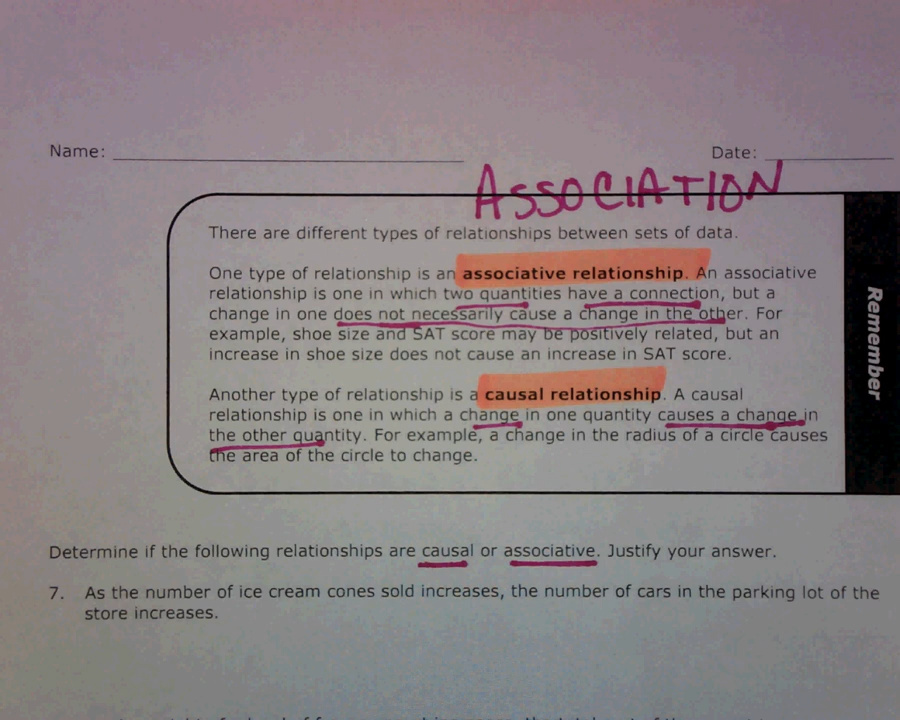 Name: Date:
ASSOCIATION
There are different types of relationships between sets of data.
One type of relationship is an associative relationship. An associative
relationship is one in which two quantities have a connection, but a
change in one does not necessarily cause a change in the other. For
example, shoe size and SAT score may be positively related, but an
increase in shoe size does not cause an increase in SAT score.
Another type of relationship is a causal relationship. A causal
relationship is one in which a change in one quantity causes a change in
the other quantity. For example, a change in the radius of a circle causes
the area of the circle to change.
Remember
Determine if the following relationships are causal or associative. Justify your answer.
7. As the number of ice cream cones sold increases, the number of cars in the parking lot of the
store increases.